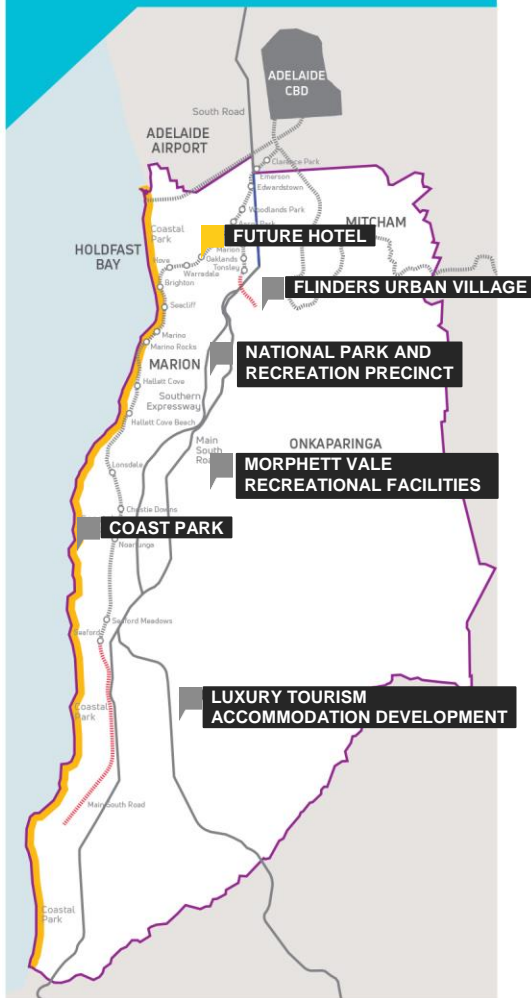 ADELAIDE
CBD
South Road
ADELAIDE
AIRPORT
Clarence Park
Emerson
Edwardstown
Woodlands Park
MITCHAM
Coastal
Park
FUTURE HOTEL
HOLDFAST
BAY
Marion
Hove
Oaklands
Warradale
Tonsley
Brighton
FLINDERS URBAN VILLAGE
Seacliff
Marino
Marino Rocks
NATIONAL PARK AND
RECREATION PRECINCT
MARION
Hallett Cove
Southern
Expressway
Hallett Cove Beach
Main
South
ONKAPARINGA
Lonsdale
MORPHETT VALE
RECREATIONAL FACILITIES
Christie Downs
COAST PARK
Noarlunga
Seaford Meadows
Seaford
LUXURY TOURISM
ACCOMMODATION DEVELOPMENT
Coastal
Park
Main South Road
Coastal
Park